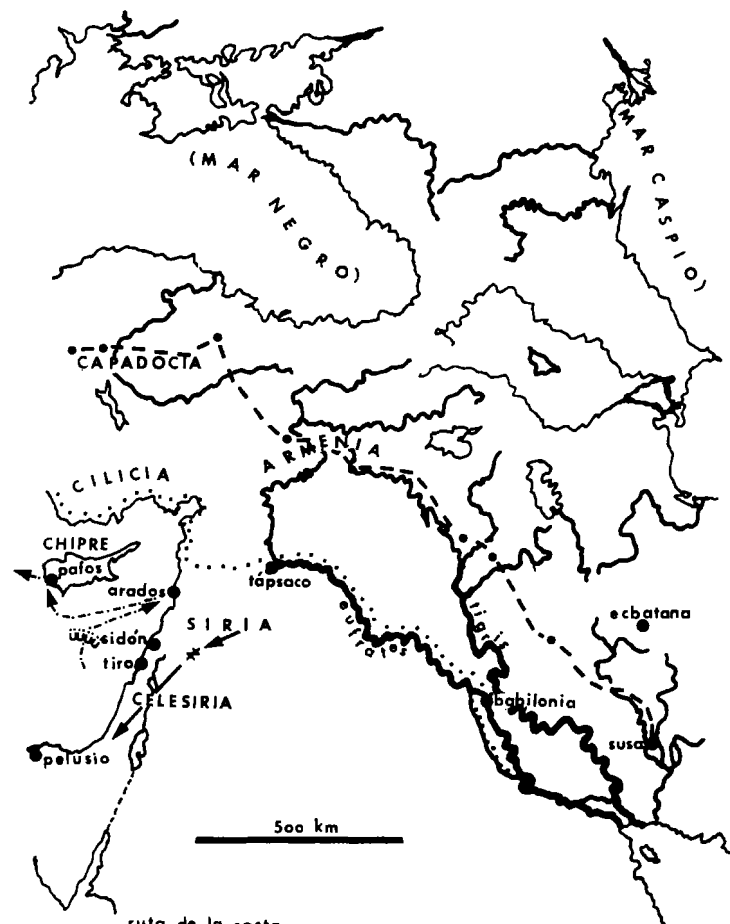 (MAR NEGRO)
MAR CASPIO)
CAPADOCIA
ARMENIA
CILICIA
CHIPRE
pafos
arados
tápsaco
sidón
SIRIA
tiro
eufrates
tigris
ecbatana
CELESIRIA
babilonia
susa
pelusio
500 km
ruta de la costa